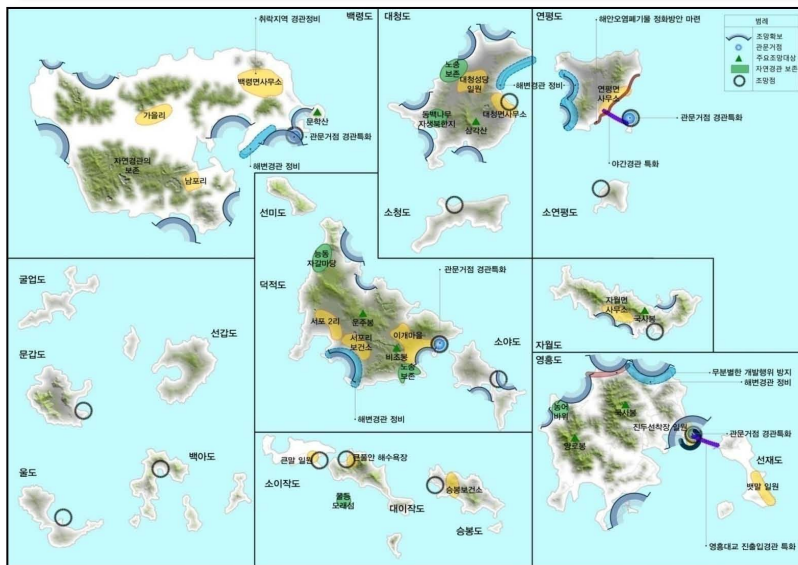 취락지역 경관정비
백령도
백령면사무소
가을리
문학산
관문거점 경관특화
자연경관의
보존
남포리
해변경관 정비
대청도
노송
보존
대청성당
일원
해변경관 정비
동백나무
자생북한지
대청면사무소
삼각산
소청도
연평도
해안오염폐기물 정화방안 마련
연평면
사무소
관문거점 경관특화
야간경관 특화
소연평도
범례
조망확보
관문거점
주요조망대상
자연경관 보존
조망점
선미도
능동
자갈마당
덕적도
관문거점 경관특화
서포 2리
운주봉
서포리
보건소
이개마을
비조봉
노송
보존
소야도
해변경관 정비
자월면
사무소
국사봉
자월도
굴업도
문갑도
선갑도
백아도
울도
큰말 일원
큰풀안 해수욕장
소이작도
풀등
모래섬
대이작도
승봉보건소
승봉도
영흥도
무분별한 개발행위 방지
해변경관 정비
농어
바위
국사봉
진두선착장 일원
양로봉
관문거점 경관특화
선재도
뱃말 일원
영흥대교 진출입경관 특화